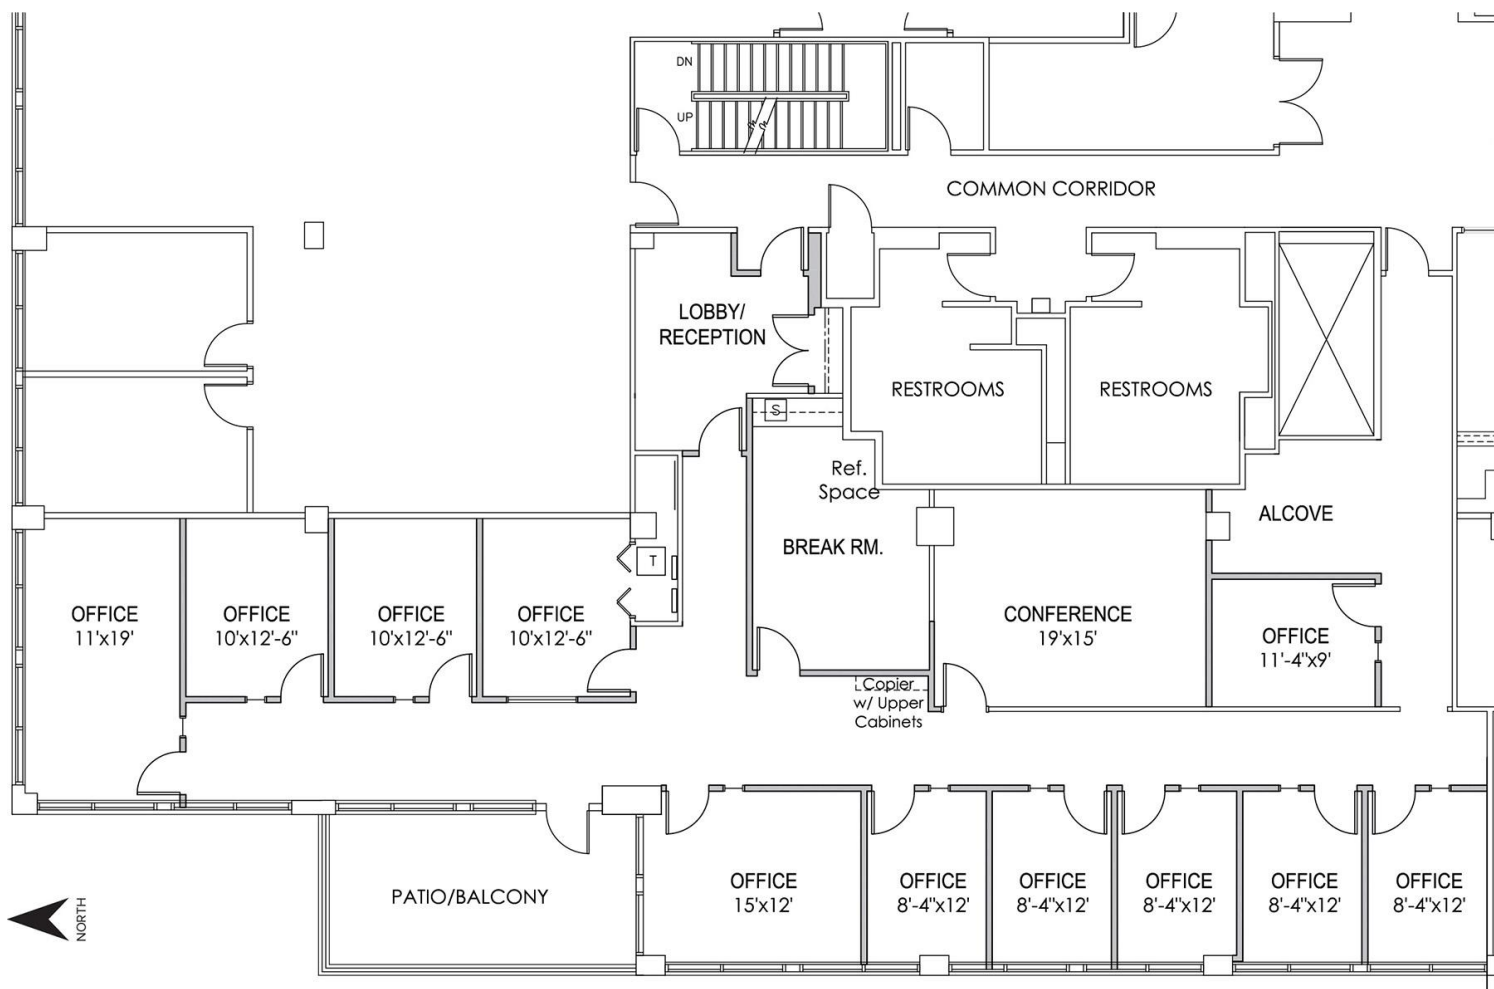 DN
UP
COMMON CORRIDOR
LOBBY/
RECEPTION
RESTROOMS
RESTROOMS
S
Ref.
Space
ALCOVE
BREAK RM.
T
OFFICE
11'x19'
OFFICE
10'x12'-6"
OFFICE
10'x12'-6"
OFFICE
10'x12'-6"
CONFERENCE
19'x15'
OFFICE
11'-4"x9'
Copier
w/ Upper
Cabinets
PATIO/BALCONY
OFFICE
15'x12'
OFFICE
8'-4"x12'
OFFICE
8'-4"x12'
OFFICE
8'-4"x12'
OFFICE
8'-4"x12'
OFFICE
8'-4"x12'
NORTH